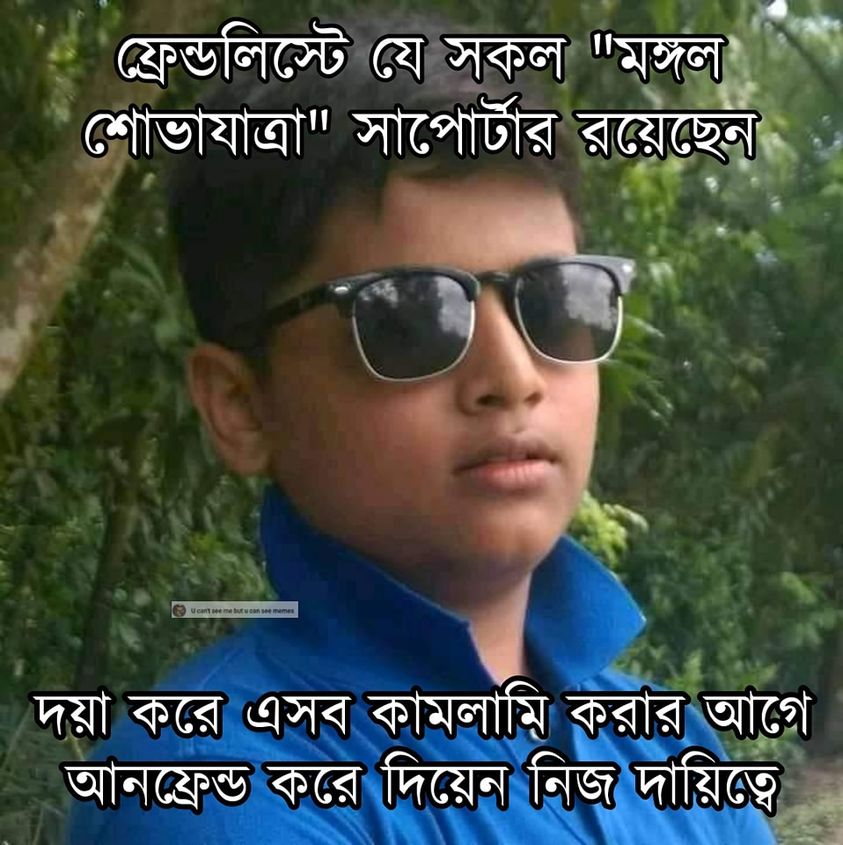 ফ্রেন্ডলিস্টে যে সকল "মঙ্গল
শোভাযাত্রা" সাপোর্টার রয়েছেন
U can't see me but u can see memes
দয়া করে এসব কামলামি করার আগে
আনফ্রেন্ড করে দিয়েন নিজ দায়িত্বে